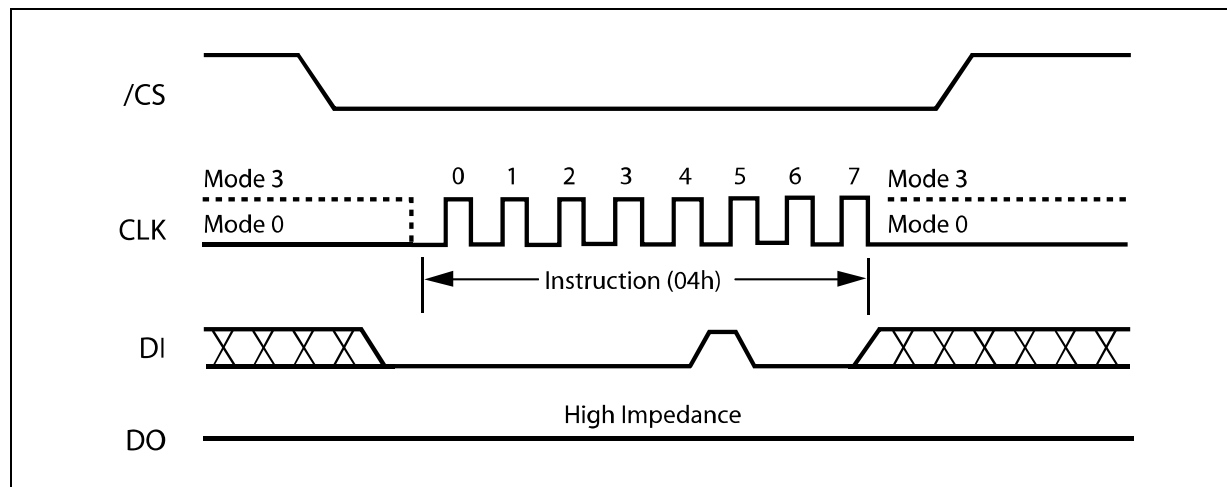 /CS
Mode 3
0 1 2 3 4 5 6 7
Mode 3
CLK
Mode 0
Mode 0
Instruction (04h)
DI
High Impedance
DO